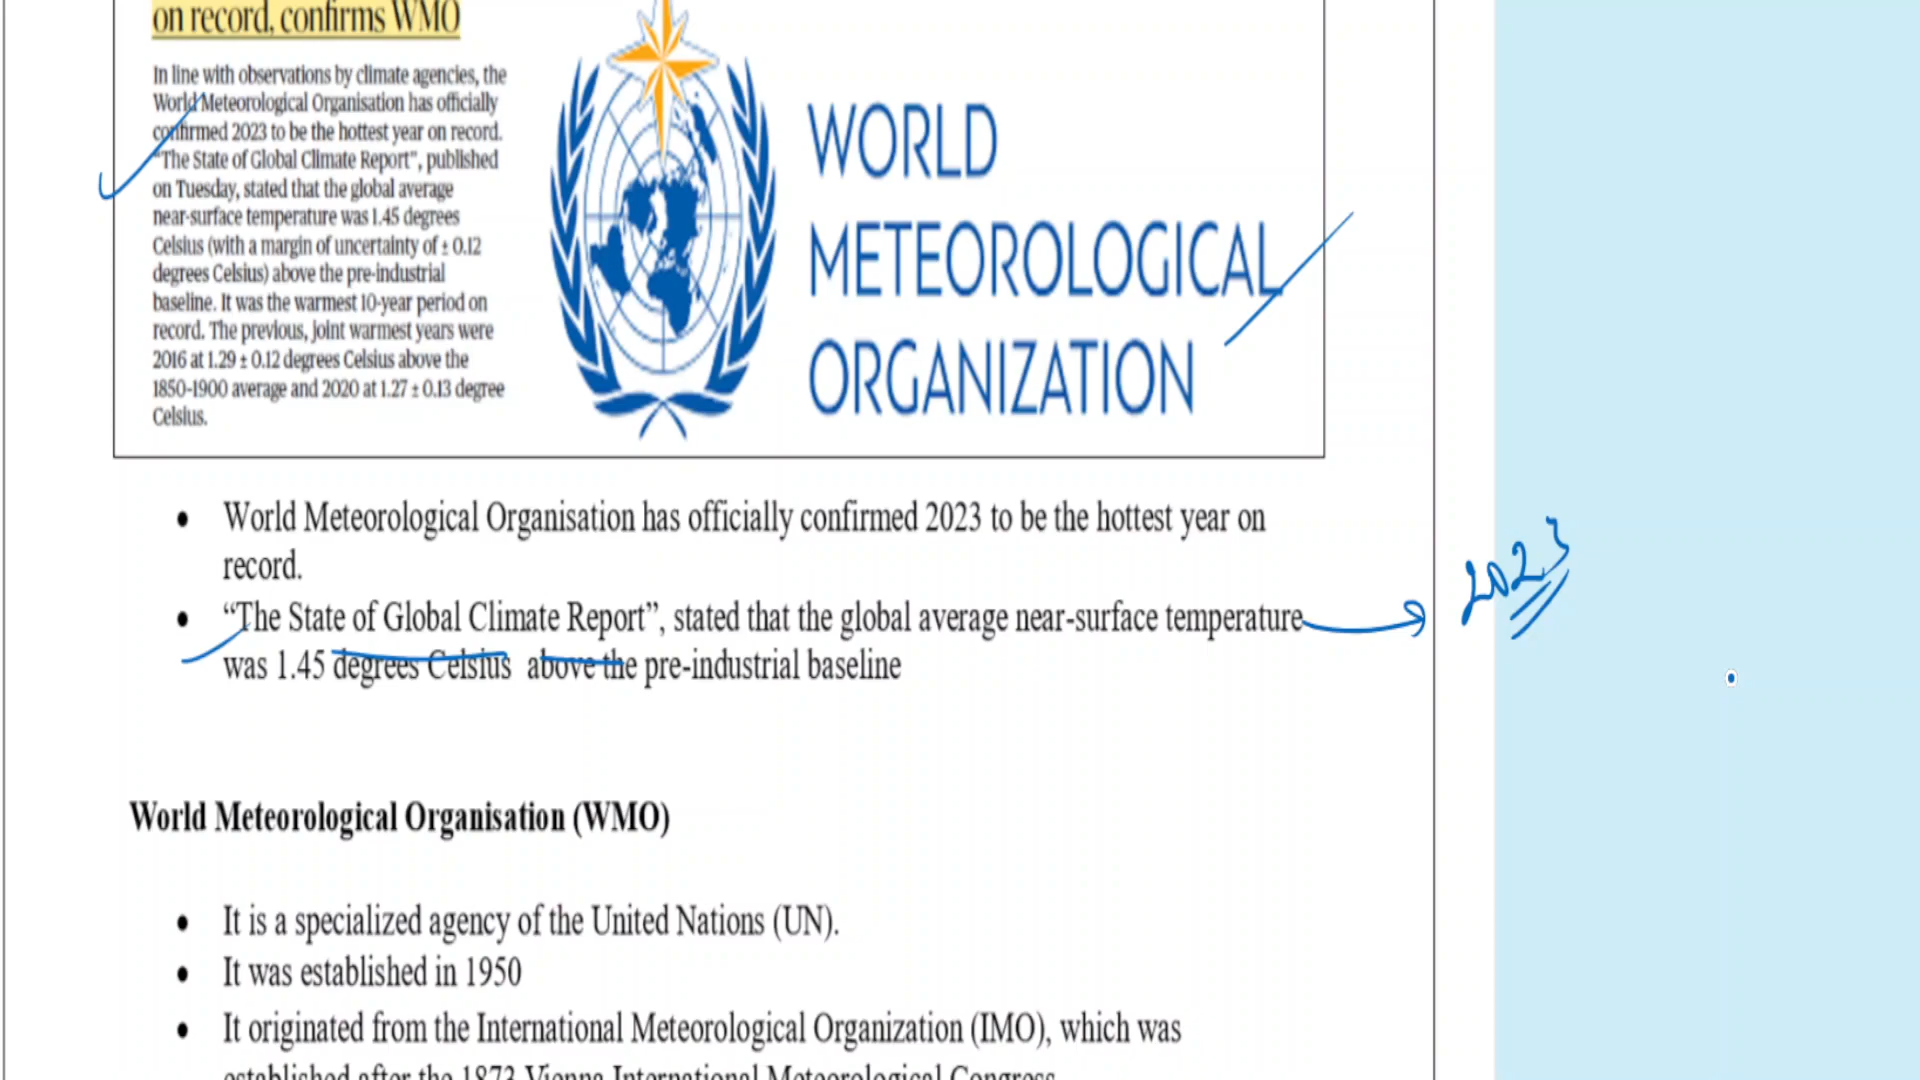 on record, confirms WMO
In line with observations by climate agencies, the
World Meteorological Organisation has officially
confirmed 2023 to be the hottest year on record.
"The State of Global Climate Report", published
on Tuesday, stated that the global average
near-surface temperature was 1.45 degrees
Celsius (with a margin of uncertainty of ± 0.12
degrees Celsius) above the pre-industrial
baseline. It was the warmest 10-year period on
record. The previous, joint warmest years were
2016 at 1.29 ± 0.12 degrees Celsius above the
1850-1900 average and 2020 at 1.27 ± 0.13 degree
Celsius.
WORLD
METEOROLOGICAL
ORGANIZATION
• World Meteorological Organisation has officially confirmed 2023 to be the hottest year on
record.
• “The State of Global Climate Report”, stated that the global average near-surface temperature
was 1.45 degrees Celsius above the pre-industrial baseline
2023
World Meteorological Organisation (WMO)
• It is a specialized agency of the United Nations (UN).
• It was established in 1950
• It originated from the International Meteorological Organization (IMO), which was
established after the 1873 Vienna International Meteorological Congress